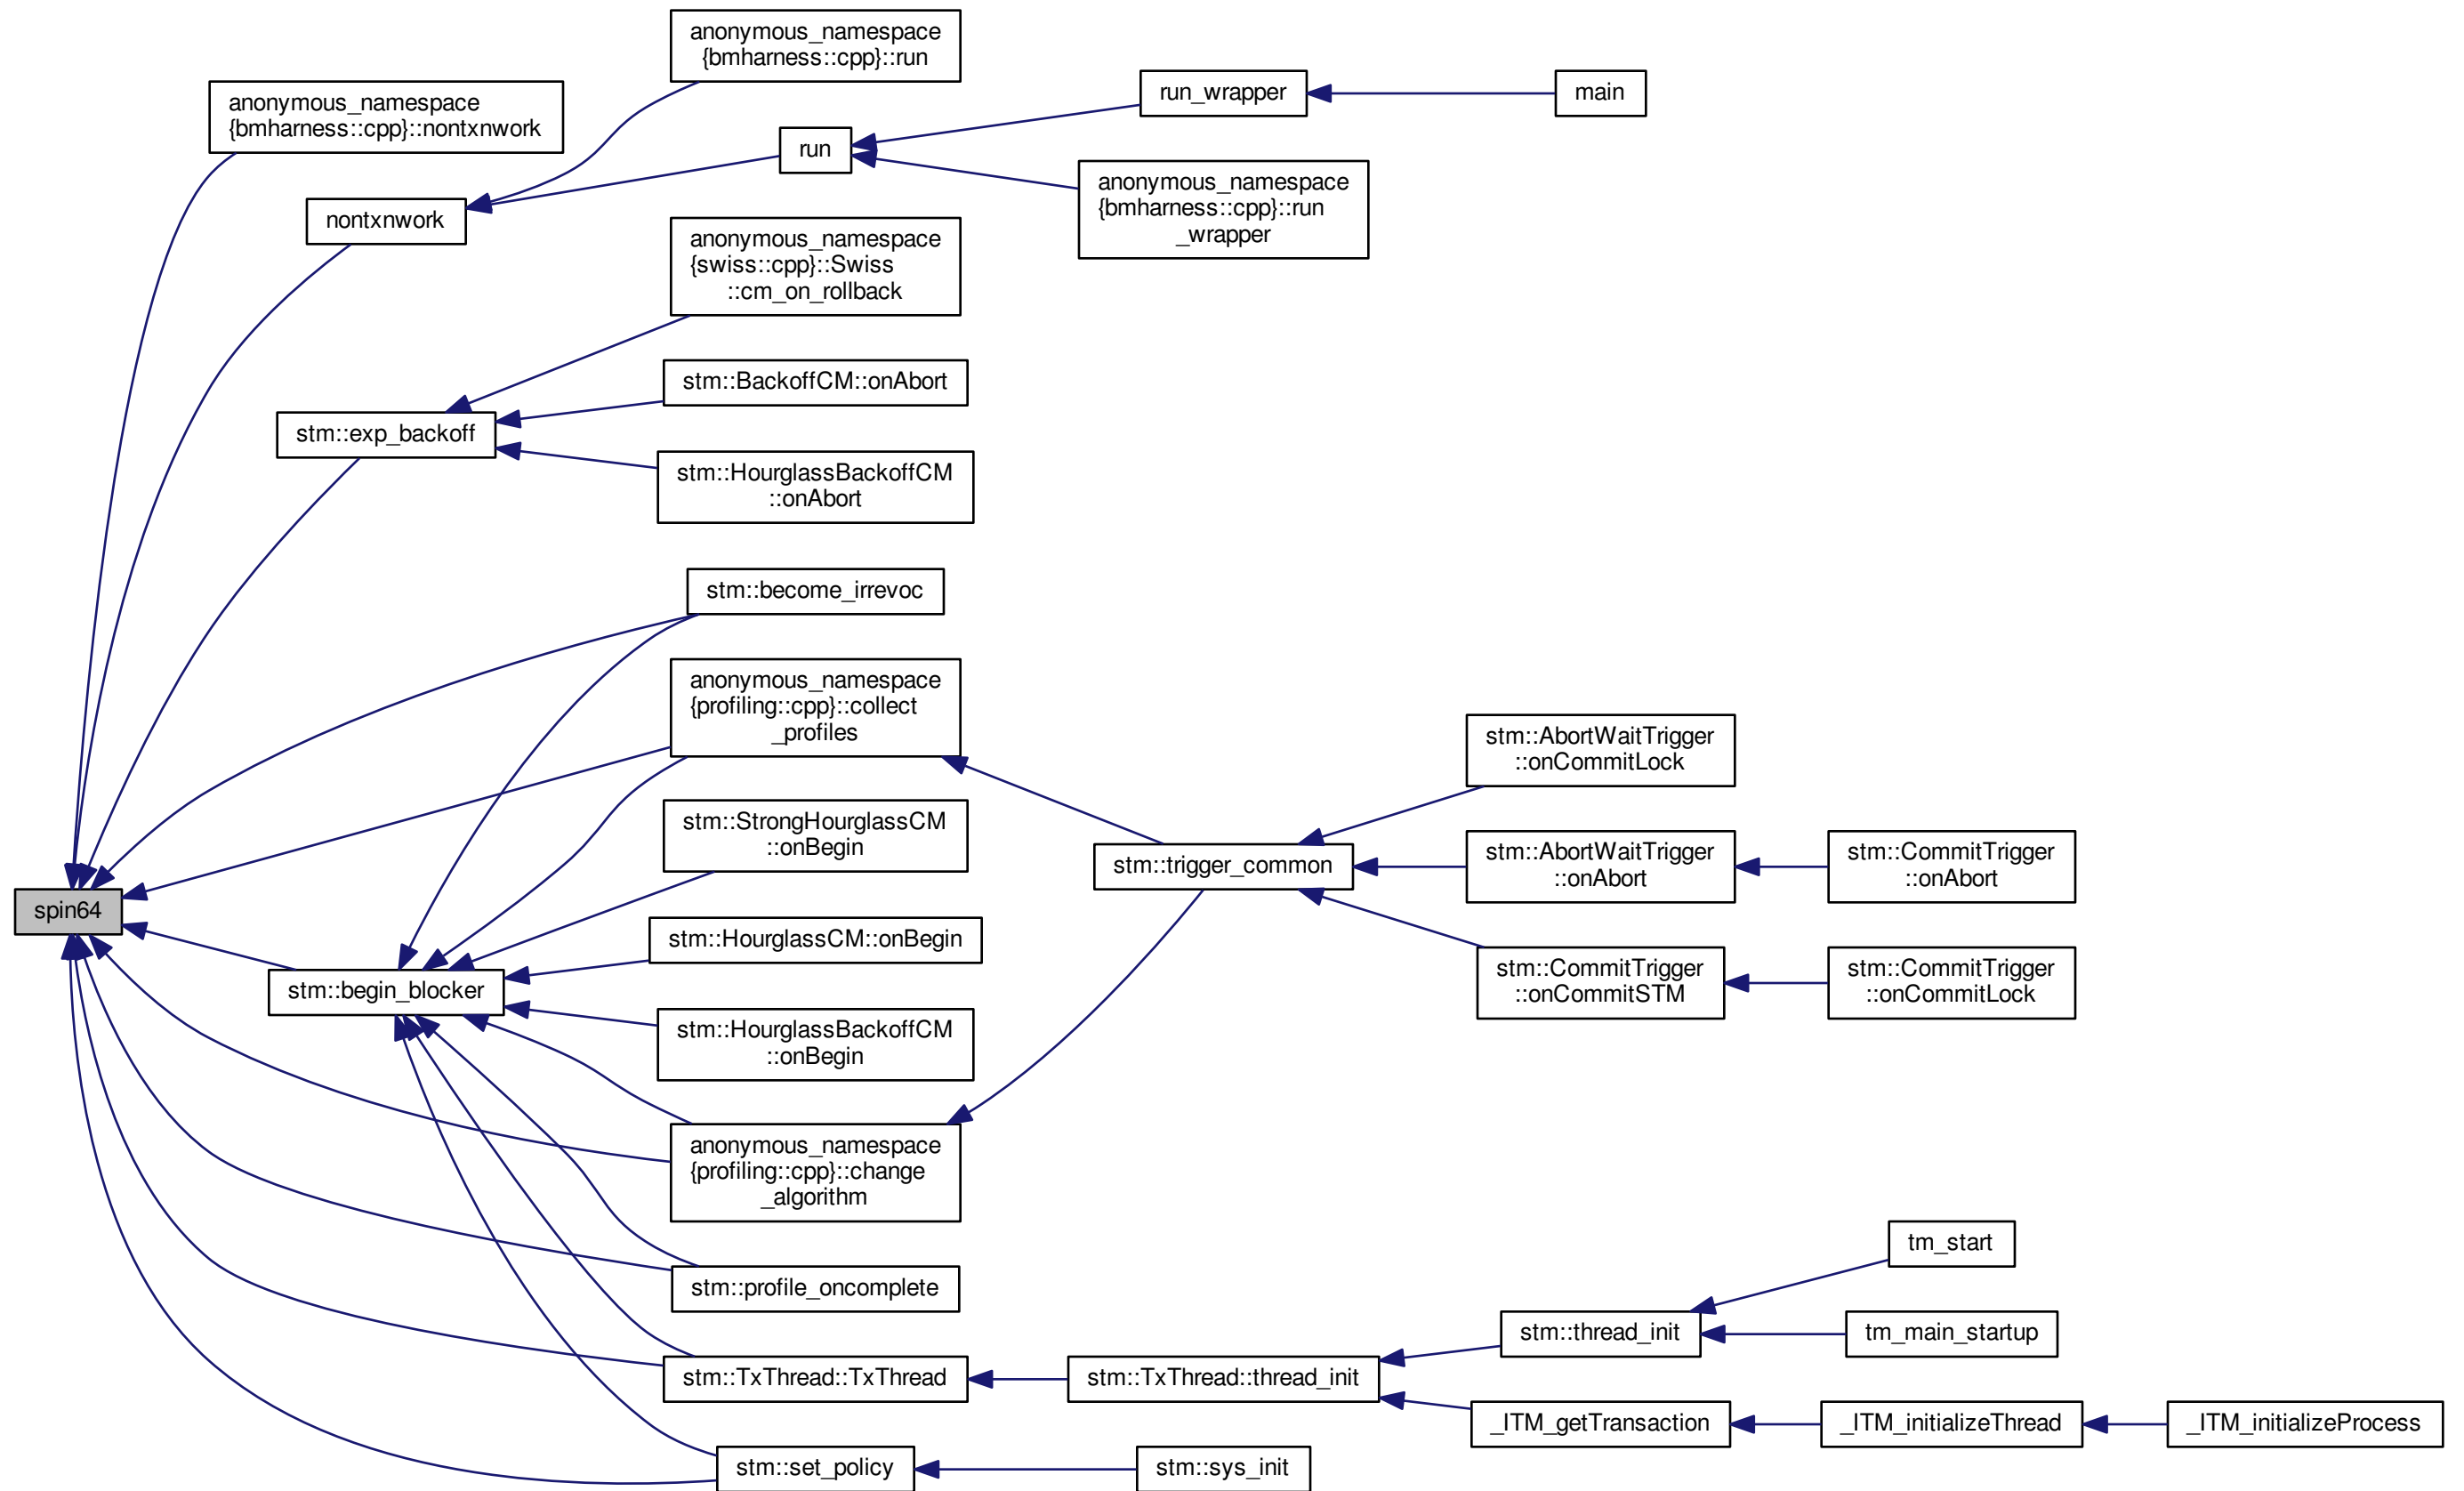 anonymous_namespace
{bmharness::cpp}::run
anonymous_namespace
{bmharness::cpp}::nontxnwork
run_wrapper
main
run
anonymous_namespace
{bmharness::cpp}::run
_wrapper
nontxnwork
anonymous_namespace
{swiss::cpp}::Swiss
::cm_on_rollback
stm::BackoffCM::onAbort
stm::exp_backoff
stm::HourglassBackoffCM
::onAbort
stm::become_irrevoc
anonymous_namespace
{profiling::cpp}::collect
_profiles
stm::AbortWaitTrigger
::onCommitLock
stm::StrongHourglassCM
::onBegin
stm::trigger_common
stm::AbortWaitTrigger
::onAbort
stm::CommitTrigger
::onAbort
spin64
stm::HourglassCM::onBegin
stm::begin_blocker
stm::CommitTrigger
::onCommitSTM
stm::CommitTrigger
::onCommitLock
stm::HourglassBackoffCM
::onBegin
anonymous_namespace
{profiling::cpp}::change
_algorithm
tm_start
stm::profile_oncomplete
stm::thread_init
tm_main_startup
stm::TxThread::TxThread
stm::TxThread::thread_init
_ITM_getTransaction
_ITM_initializeThread
_ITM_initializeProcess
stm::set_policy
stm::sys_init